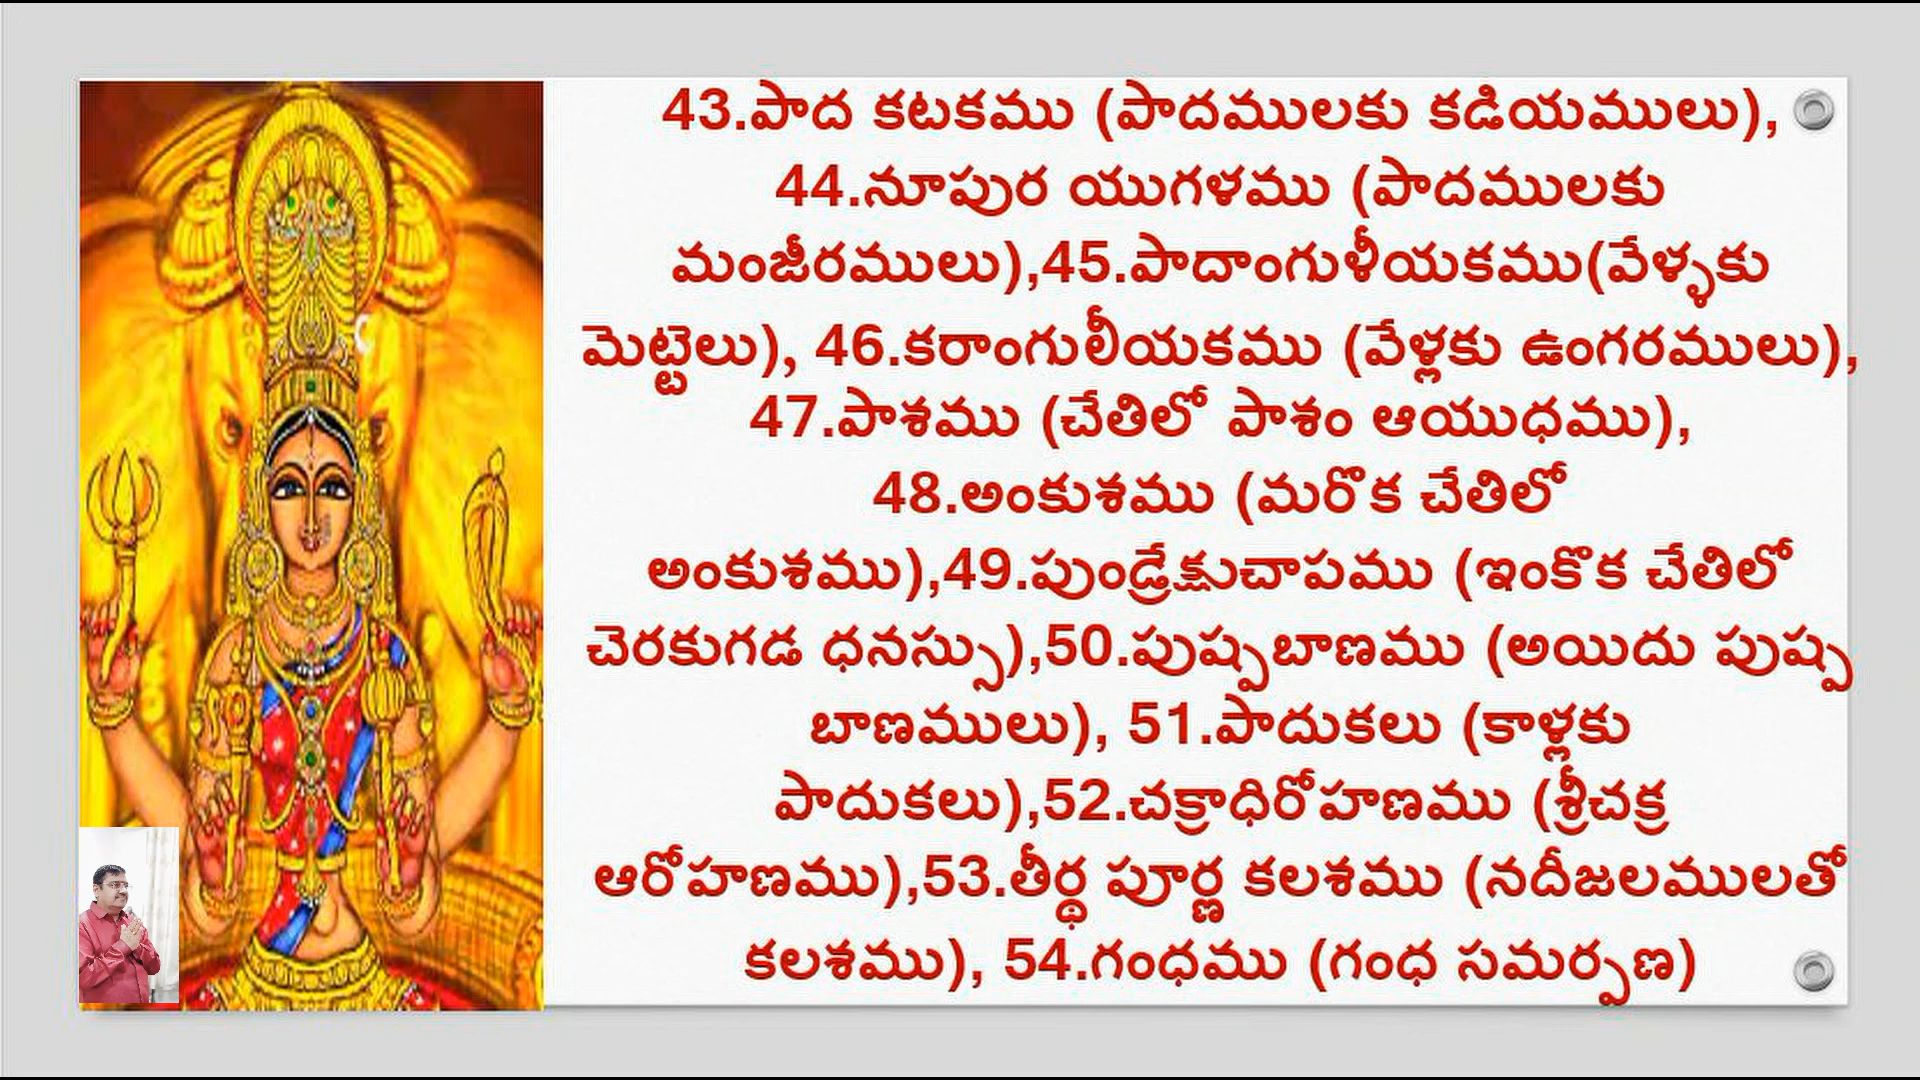 43.పాద కటకము (పాదములకు కడియములు),
44.నూపుర యుగళము (పాదములకు
మంజీరములు),45.పాదాంగుళీయకము(వేళ్ళకు
మెట్టెలు), 46.కరాంగులీయకము (వేళ్లకు ఉంగరములు),
47.పాశము (చేతిలో పాశం ఆయుధము),
48.అంకుశము (మరొక చేతిలో
అంకుశము),49.పుండ్రేక్షుచాపము (ఇంకొక చేతిలో
చెరకుగడ ధనస్సు),50.పుష్పబాణము (అయిదు పుష్ప
బాణములు), 51.పాదుకలు (కాళ్లకు
పాదుకలు),52.చక్రాధిరోహణము (శ్రీచక్ర
ఆరోహణము),53.తీర్థ పూర్ణ కలశము (నదీజలములతో
కలశము), 54.గంధము (గంధ సమర్పణ)